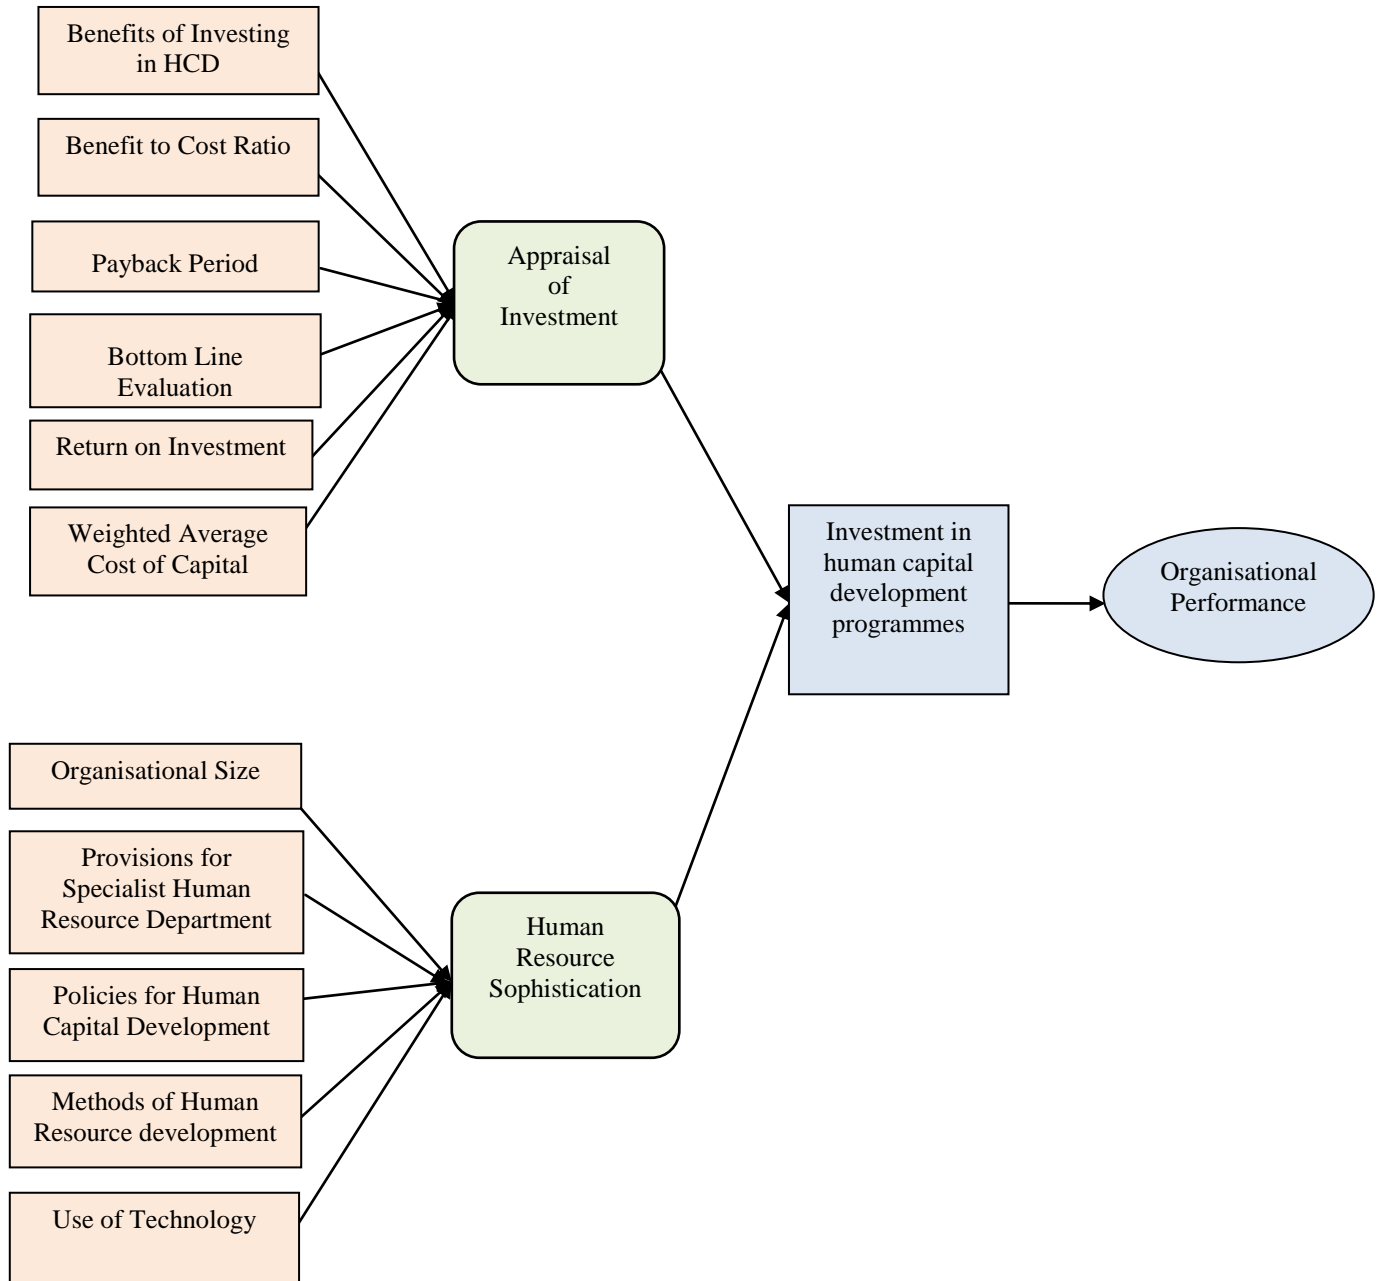 Benefits of Investing
in HCD
Benefit to Cost Ratio
Payback Period
Bottom Line
Evaluation
Return on Investment
Weighted Average
Cost of Capital
Appraisal
of
Investment
Investment in
human capital
development
programmes
Organisational
Performance
Organisational Size
Provisions for
Specialist Human
Resource Department
Policies for Human
Capital Development
Methods of Human
Resource development
Use of Technology
Human
Resource
Sophistication